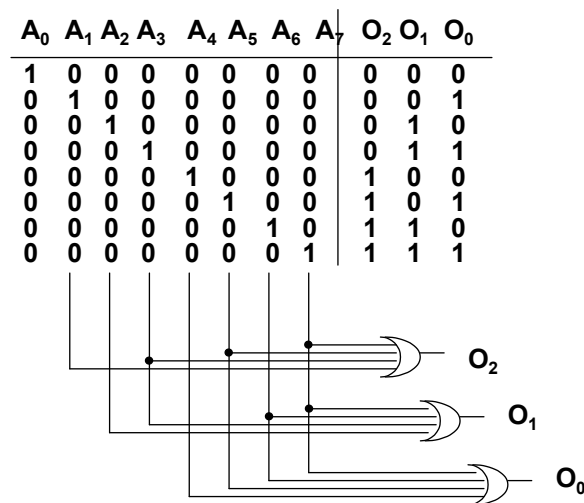 A₀ A₁ A₂ A₃ A₄ A₅ A₆ A₇ O₂ O₁ O₀
1 0 0 0 0 0 0 0 0 0 0
0 1 0 0 0 0 0 0 0 0 1
0 0 1 0 0 0 0 0 0 1 0
0 0 0 1 0 0 0 0 0 1 1
0 0 0 0 1 0 0 0 1 0 0
0 0 0 0 0 1 0 0 1 0 1
0 0 0 0 0 0 1 0 1 1 0
0 0 0 0 0 0 0 1 1 1 1
O₂
O₁
O₀